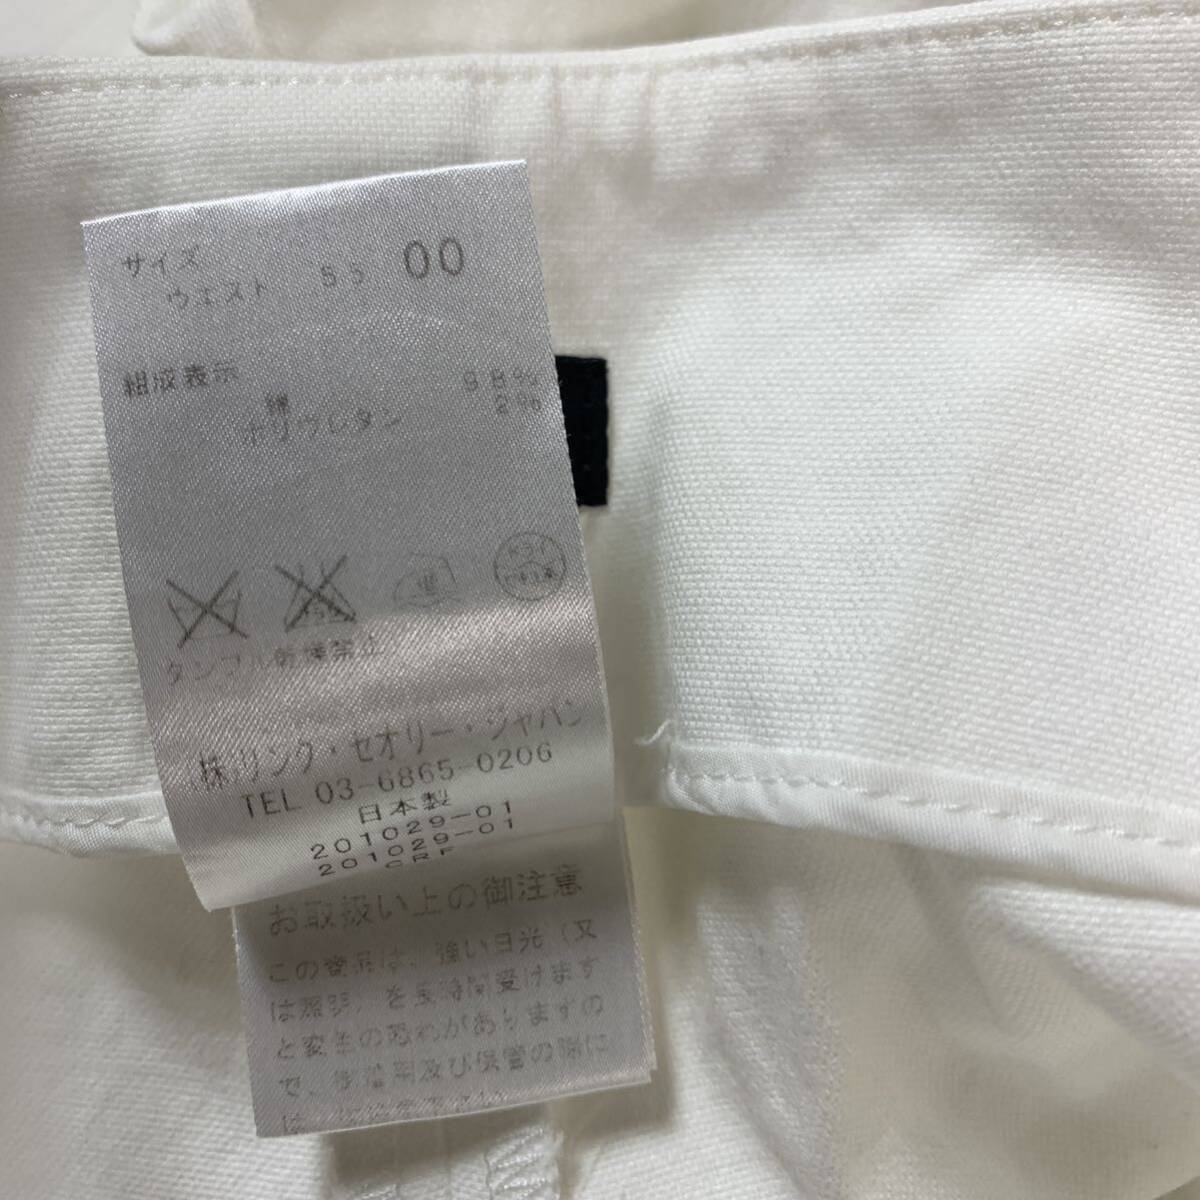 サイズ 00
ウエスト
組成表示
綿 98%
ポリウレタン 2%
タンブル乾燥禁止
(株)リンク・セオリー・ジャパン
TEL 03-6865-0206
日本製
201029-01
201029-01
お取扱い上の御注意
この商品は、強い日光(又
は照明)を長時間受けます
と変色の恐れがありますの
で、御着用及び保管の際に
は、